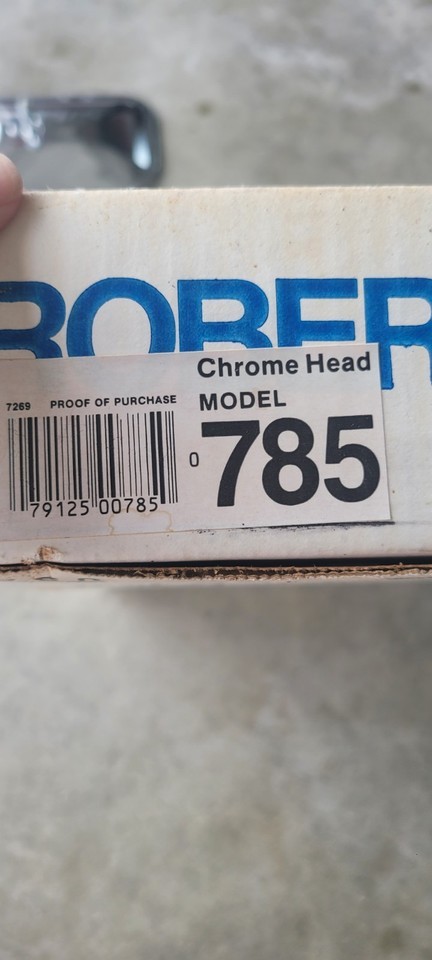 ROBER
Chrome Head
7269 PROOF OF PURCHASE
MODEL
0
785
79125 00785